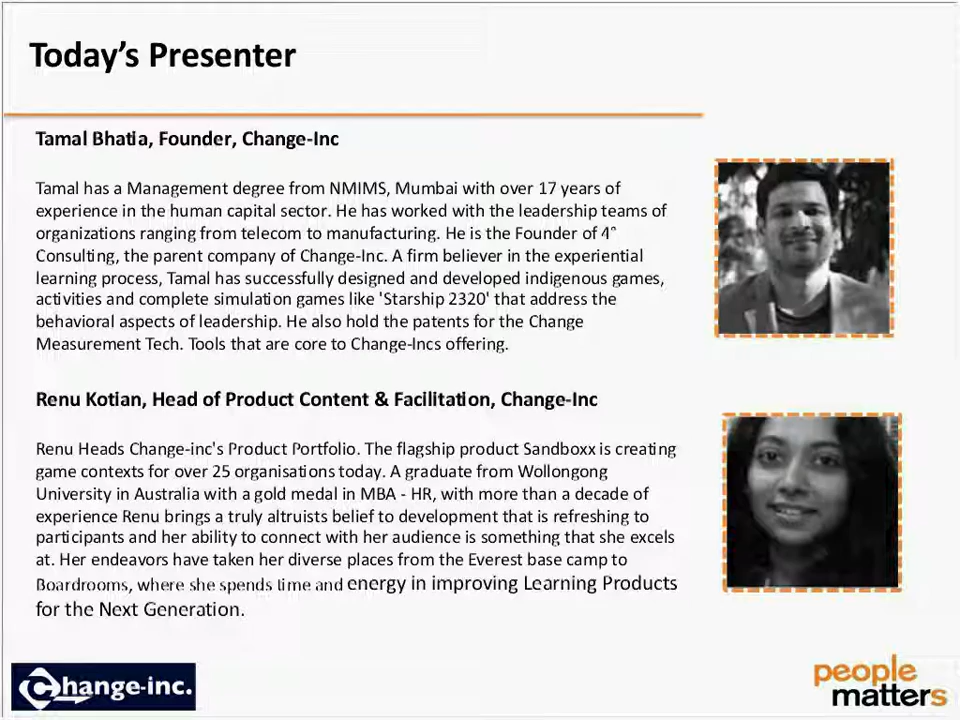 Today’s Presenter
Tamal Bhatia, Founder, Change-Inc
Tamal has a Management degree from NMIMS, Mumbai with over 17 years of
experience in the human capital sector. He has worked with the leadership teams of
organizations ranging from telecom to manufacturing. He is the Founder of 4°
Consulting, the parent company of Change-Inc. A firm believer in the experiential
learning process, Tamal has successfully designed and developed indigenous games,
activities and complete simulation games like 'Starship 2320' that address the
behavioral aspects of leadership. He also hold the patents for the Change
Measurement Tech. Tools that are core to Change-Incs offering.
Renu Kotian, Head of Product Content & Facilitation, Change-Inc
Renu Heads Change-inc's Product Portfolio. The flagship product Sandboxx is creating
game contexts for over 25 organisations today. A graduate from Wollongong
University in Australia with a gold medal in MBA - HR, with more than a decade of
experience Renu brings a truly altruists belief to development that is refreshing to
participants and her ability to connect with her audience is something that she excels
at. Her endeavors have taken her diverse places from the Everest base camp to
Boardrooms, where she spends time and energy in improving Learning Products
for the Next Generation.
Change-inc.
people
matters